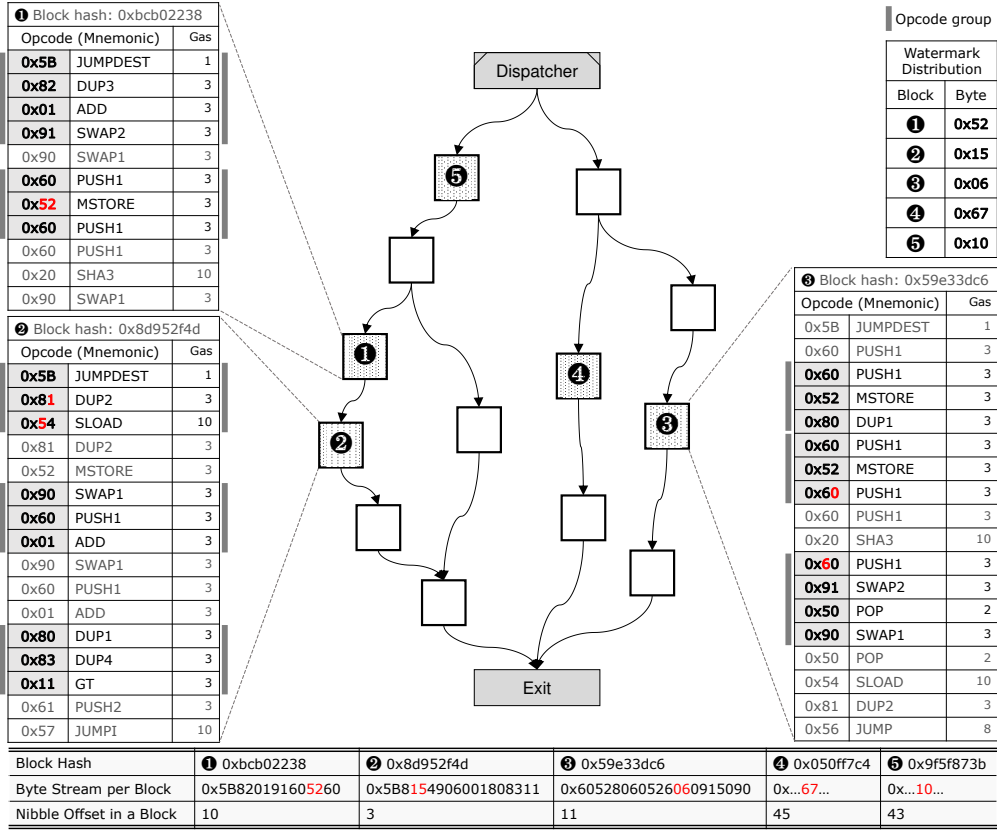 ❶ Block hash: 0xbcb02238
Opcode (Mnemonic) Gas
0x5B JUMPDEST 1
0x82 DUP3 3
0x01 ADD 3
0x91 SWAP2 3
0x90 SWAP1 3
0x60 PUSH1 3
0x52 MSTORE 3
0x60 PUSH1 3
0x60 PUSH1 3
0x20 SHA3 10
0x90 SWAP1 3
❷ Block hash: 0x8d952f4d
Opcode (Mnemonic) Gas
0x5B JUMPDEST 1
0x81 DUP2 3
0x54 SLOAD 10
0x81 DUP2 3
0x52 MSTORE 3
0x90 SWAP1 3
0x60 PUSH1 3
0x01 ADD 3
0x90 SWAP1 3
0x60 PUSH1 3
0x01 ADD 3
0x80 DUP1 3
0x83 DUP4 3
0x11 GT 3
0x61 PUSH2 3
0x57 JUMPI 10
Dispatcher
❺
❶
❹
❷
❸
Exit
Opcode group
Watermark
Distribution
Block Byte
❶ 0x52
❷ 0x15
❸ 0x06
❹ 0x67
❺ 0x10
❸ Block hash: 0x59e33dc6
Opcode (Mnemonic) Gas
0x5B JUMPDEST 1
0x60 PUSH1 3
0x60 PUSH1 3
0x52 MSTORE 3
0x80 DUP1 3
0x60 PUSH1 3
0x52 MSTORE 3
0x60 PUSH1 3
0x60 PUSH1 3
0x20 SHA3 10
0x60 PUSH1 3
0x91 SWAP2 3
0x50 POP 2
0x90 SWAP1 3
0x50 POP 2
0x54 SLOAD 10
0x81 DUP2 3
0x56 JUMP 8
Block Hash ❶ 0xbcb02238 ❷ 0x8d952f4d ❸ 0x59e33dc6 ❹ 0x050ff7c4 ❺ 0x9f5f873b
Byte Stream per Block 0x5B820191605260 0x5B8154906001808311 0x60528060526060915090 0x...67... 0x...10...
Nibble Offset in a Block 10 3 11 45 43